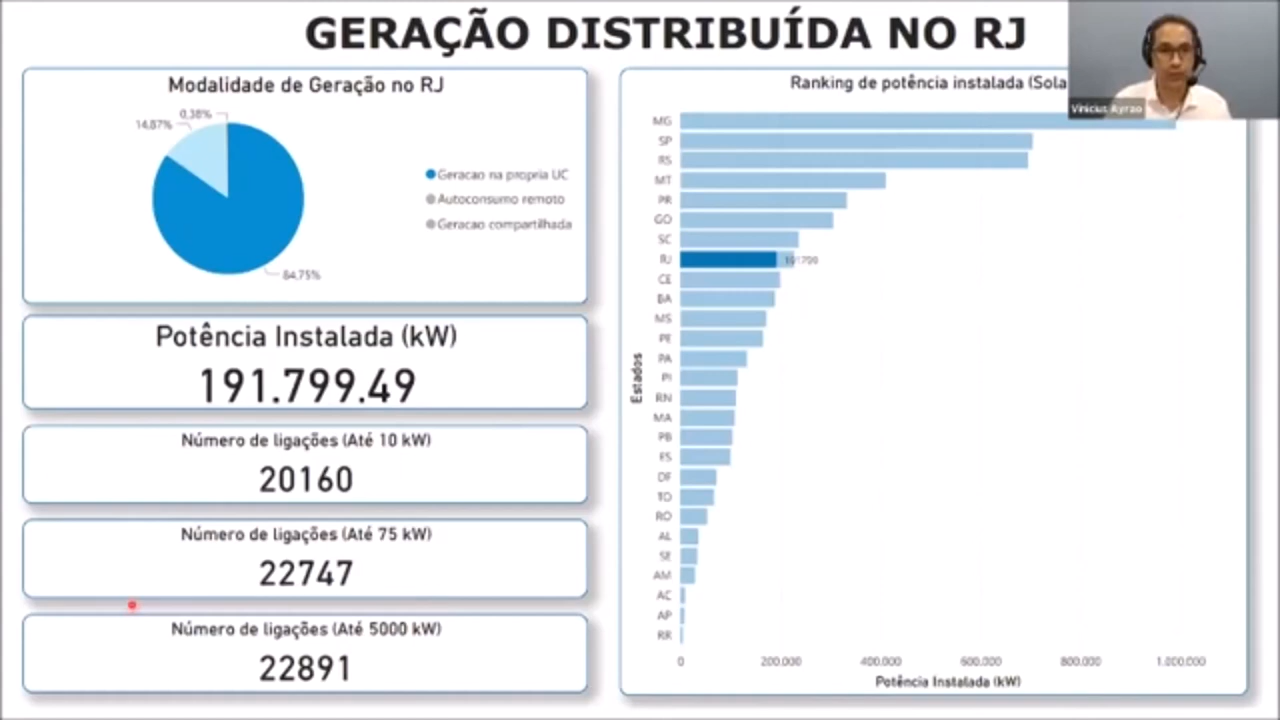 GERAÇÃO DISTRIBUÍDA NO RJ
Modalidade de Geração no RJ
0,38%
14,87%
Geracao na propria UC
Autoconsumo remoto
Geracao compartilhada
84,75%
Potência Instalada (kW)
191.799.49
Número de ligações (Até 10 kW)
20160
Número de ligações (Até 75 kW)
22747
Número de ligações (Até 5000 kW)
22891
Ranking de potência instalada (Sola
Vinicius Ayrao
MG
SP
RS
MT
PR
GO
SC
RJ
191799
CE
BA
MS
PE
PA
PI
RN
MA
PB
ES
DF
TO
RO
AL
SE
AM
AC
AP
RR
Estados
0
200.000
400.000
600.000
800.000
1.000.000
Potência Instalada (kW)